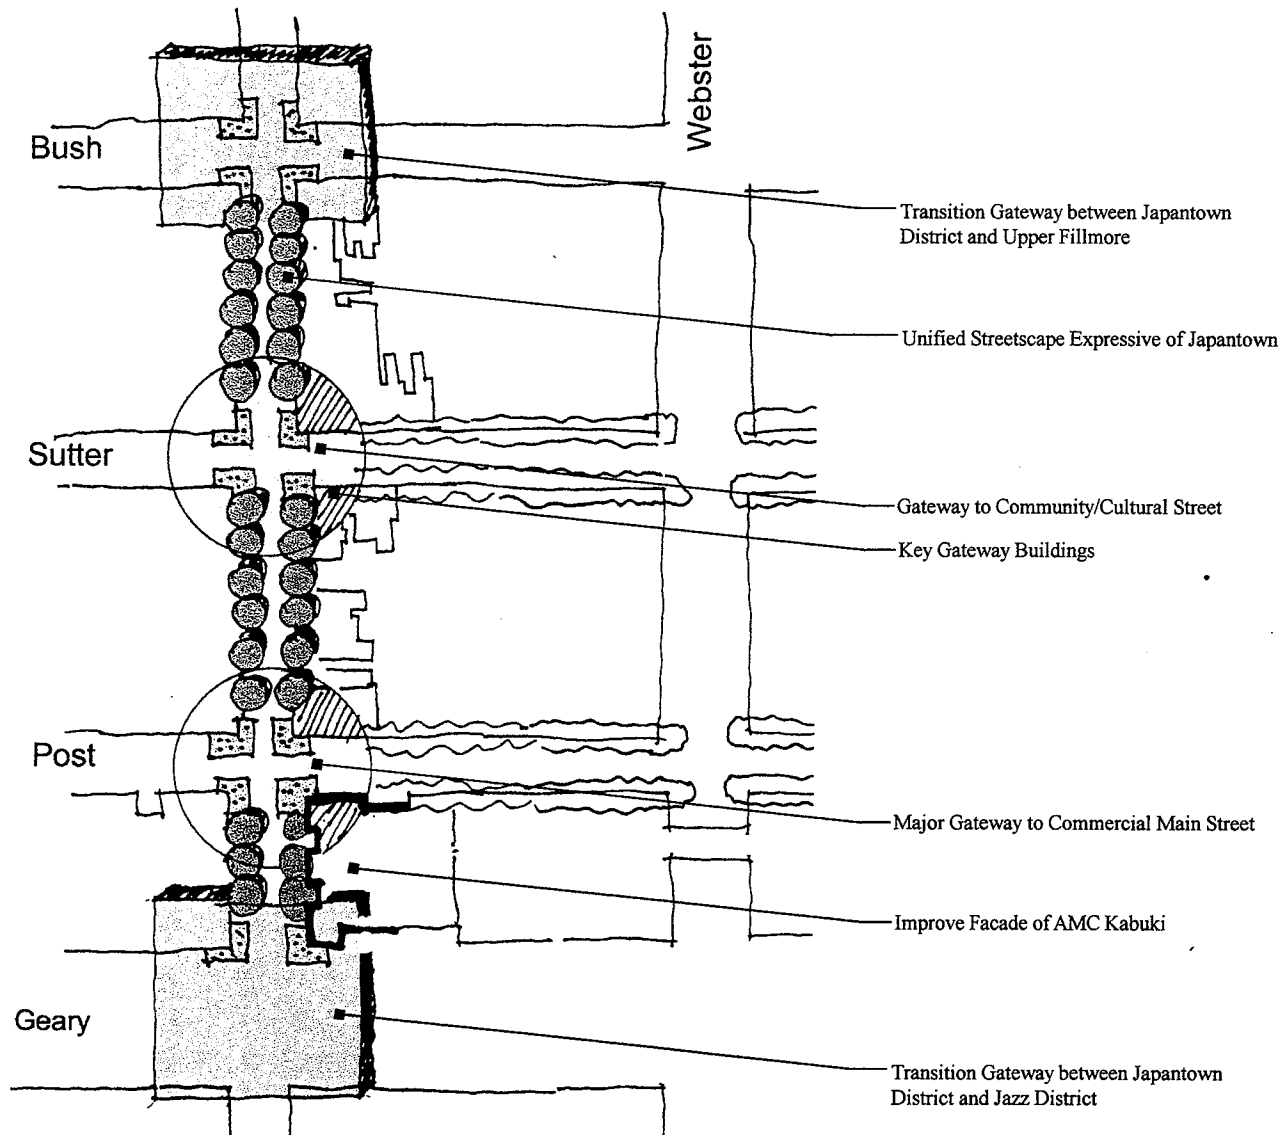 Webster
Bush
Transition Gateway between Japantown
District and Upper Fillmore
Unified Streetscape Expressive of Japantown
Sutter
Gateway to Community/Cultural Street
Key Gateway Buildings
Post
Major Gateway to Commercial Main Street
Improve Facade of AMC Kabuki
Geary
Transition Gateway between Japantown
District and Jazz District